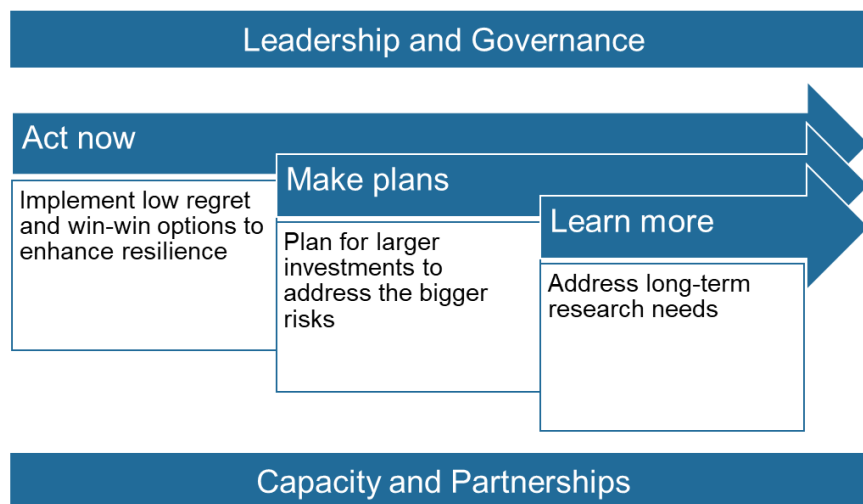 Leadership and Governance
Act now
Implement low regret
and win-win options to
enhance resilience
Make plans
Plan for larger
investments to
address the bigger
risks
Learn more
Address long-term
research needs
Capacity and Partnerships